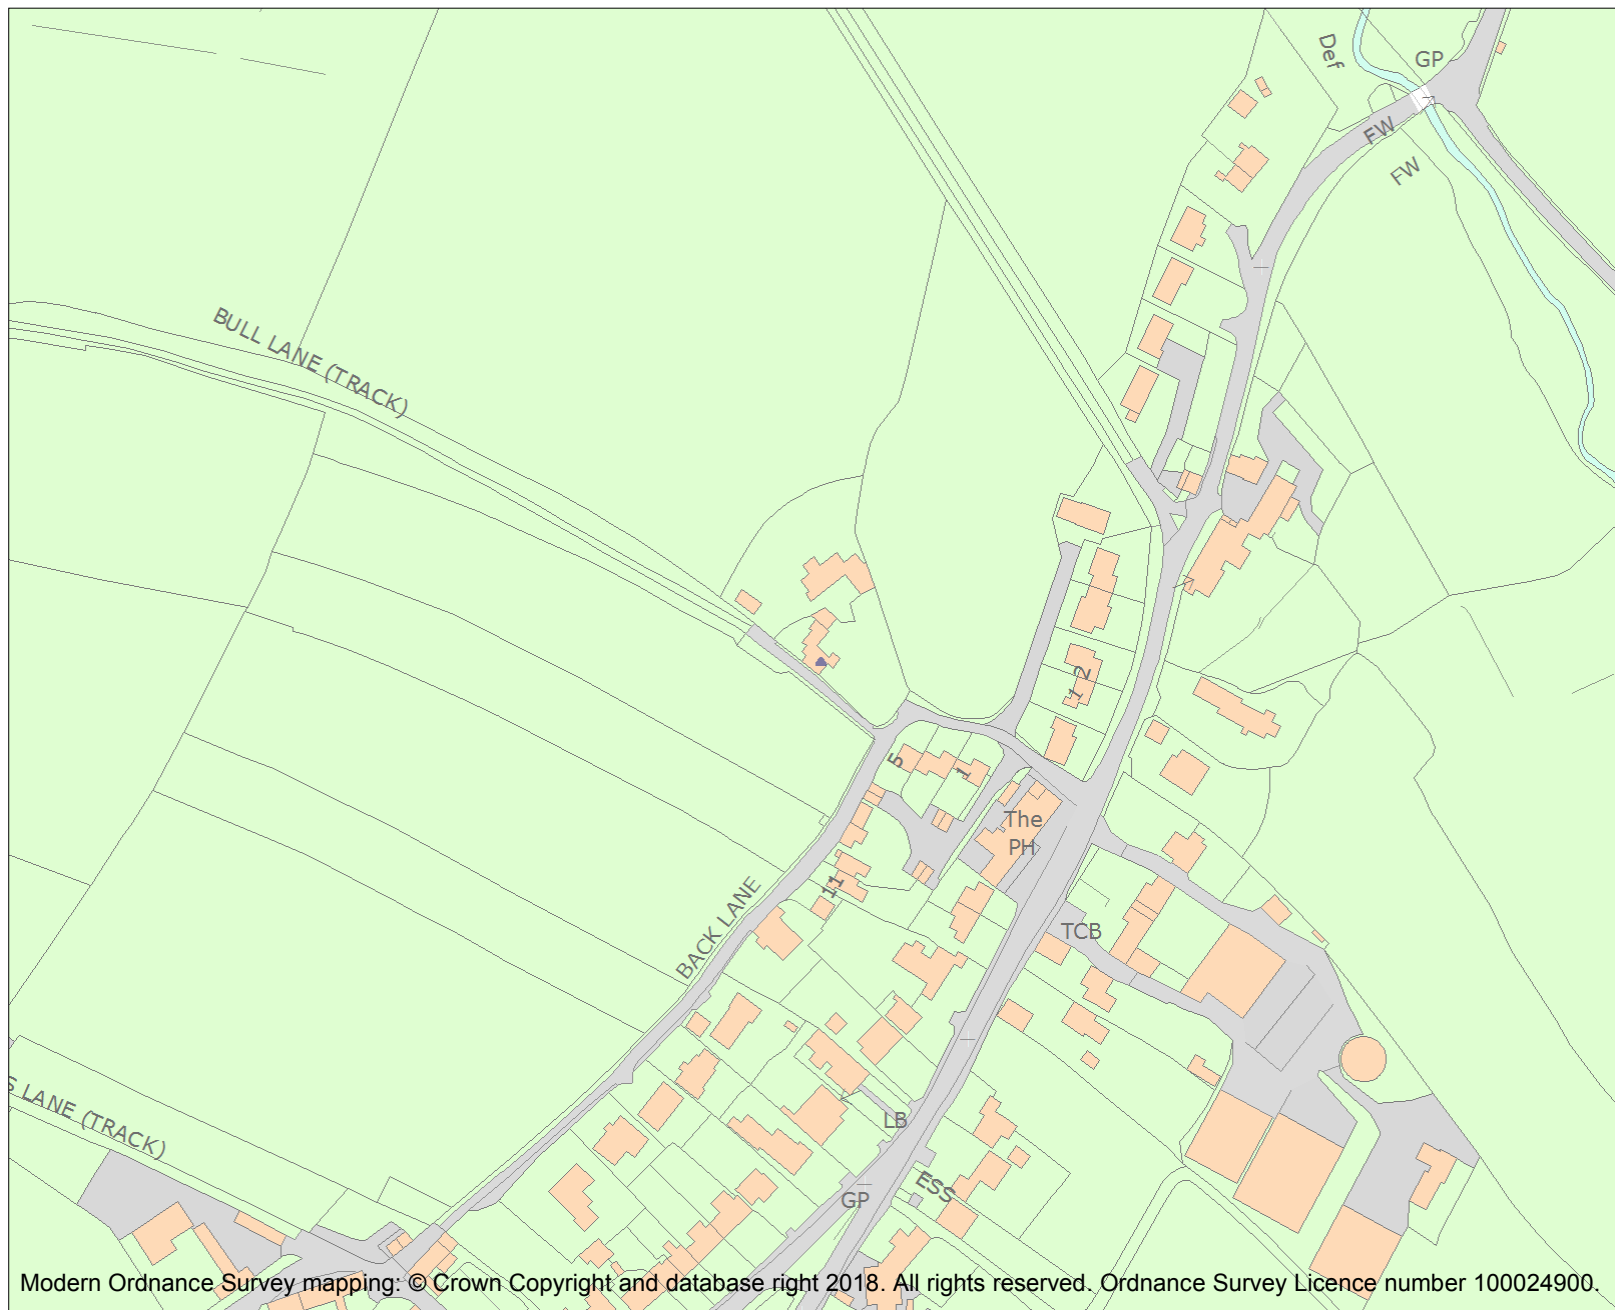 Def
GP
FW
FW
BULL LANE (TRACK)
2
1
5
1
The
PH
11
BACK LANE
TCB
S LANE (TRACK)
LB
ESS
GP
Modern Ordnance Survey mapping: © Crown Copyright and database right 2018. All rights reserved. Ordnance Survey Licence number 100024900.